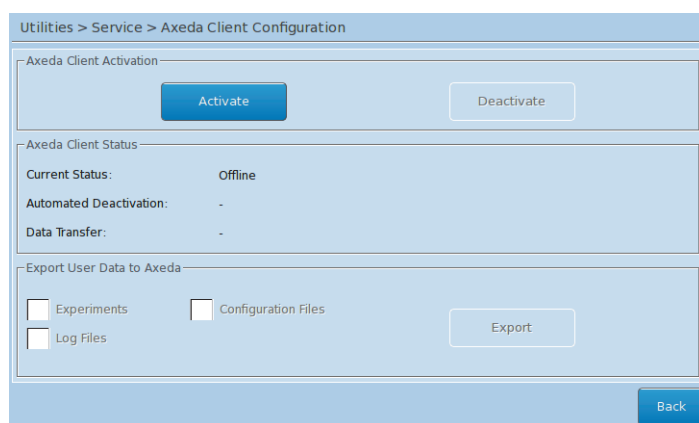 Utilities > Service > Axeda Client Configuration
Axeda Client Activation
Activate
Deactivate
Axeda Client Status
Current Status:
Offline
Automated Deactivation:
-
Data Transfer:
-
Export User Data to Axeda
Experiments
Configuration Files
Log Files
Export
Back